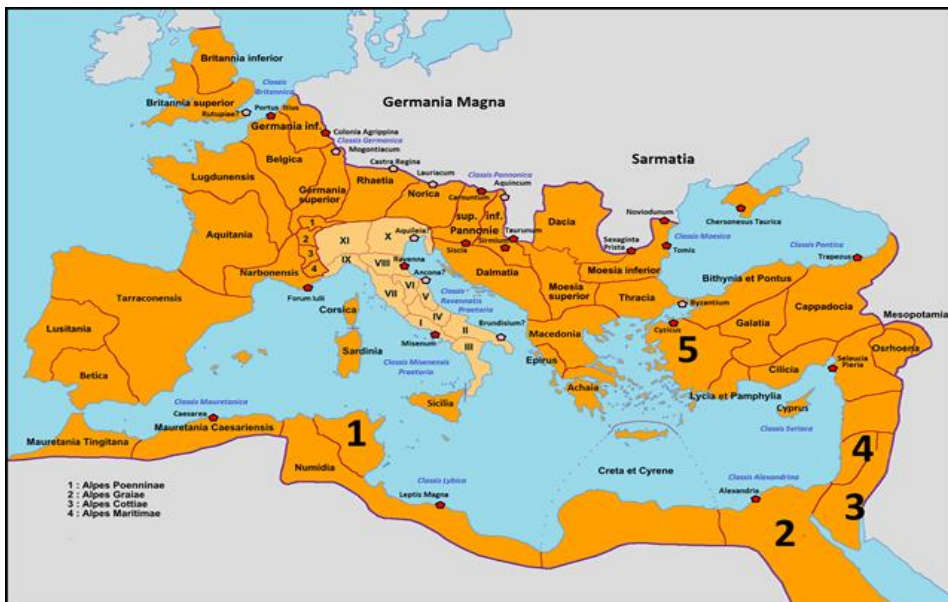 Britannia inferior
Classis
Britannica
Britannia superior
Rutupiae?
Portus Itius
Germania Magna
Germania inf.
Colonia Agrippina
Classis Germanica
Mogontiacum
Belgica
Castra Regina
Lauriacum
Classis Pannonica
Aquincum
Carnuntum
Sarmatia
Lugdunensis
Germania
superior
Rhaetia
Norica
sup.
inf.
Pannonie
Taurunum
Sirmium
Siscia
Dacia
Noviodunum
Chersonesus Taurica
Sexaginta
Prista
Classis Moesica
Tomis
Classis Pontica
Trapezus
Aquitania
1
2
3
4
XI
X
Aquileia?
IX
VIII
Ravenna
Ancona?
VI
V
VII
IV
I
II
III
Narbonensis
Forum Iulii
Dalmatia
Moesia
superior
Moesia inferior
Thracia
Byzantium
Bithynia et Pontus
Cappadocia
Mesopotamia
Tarraconensis
Corsica
Classis
Ravennatis
Praetoria
Brundisium?
Misenum
Macedonia
Cyticus
5
Galatia
Osrhoena
Lusitania
Sardinia
Classis Misenensis
Praetoria
Epirus
Achaia
Cilicia
Seleucia
Pieria
Lycia et Pamphylia
Betica
Sicilia
Cyprus
Classis Seriaca
Classis Mauretanica
Caesarea
Mauretania Caesariensis
Mauretania Tingitana
1
4
Numidia
Creta et Cyrene
Classis Lybica
Leptis Magna
Classis Alexandrina
Alexandria
2
3
1 : Alpes Poenninae
2 : Alpes Graiae
3 : Alpes Cottiae
4 : Alpes Maritimae